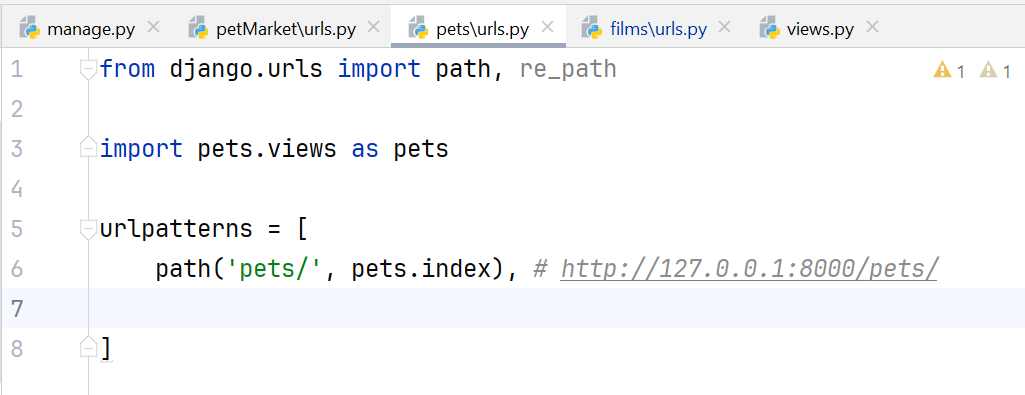 manage.py petMarket\urls.py pets\urls.py films\urls.py views.py
1 from django.urls import path, re_path 1 1
2
3 import pets.views as pets
4
5 urlpatterns = [
6 path('pets/', pets.index), # http://127.0.0.1:8000/pets/
7
8 ]